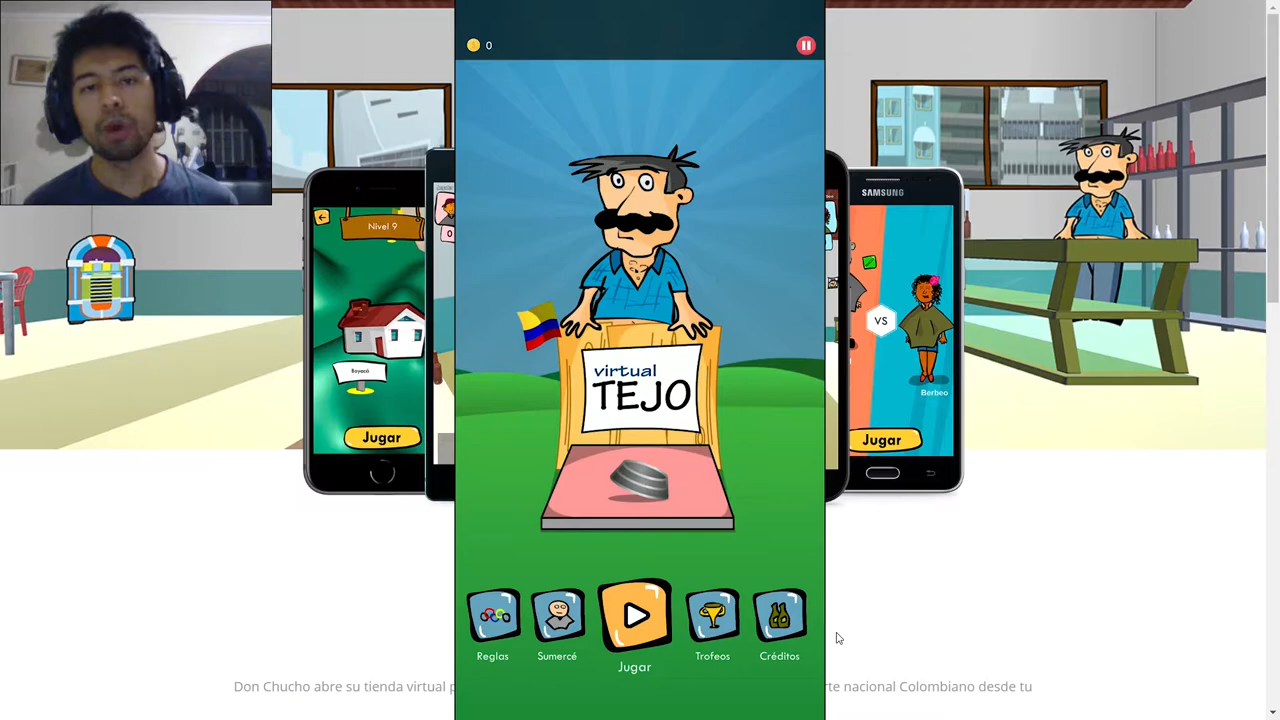 0
Nivel 9
Boyacá
Jugar
virtual
TEJO
SAMSUNG
VS
Berbeo
Jugar
Reglas
Sumercé
Jugar
Trofeos
Créditos
Don Chucho abre su tienda virtual
nacional Colombiano desde tu